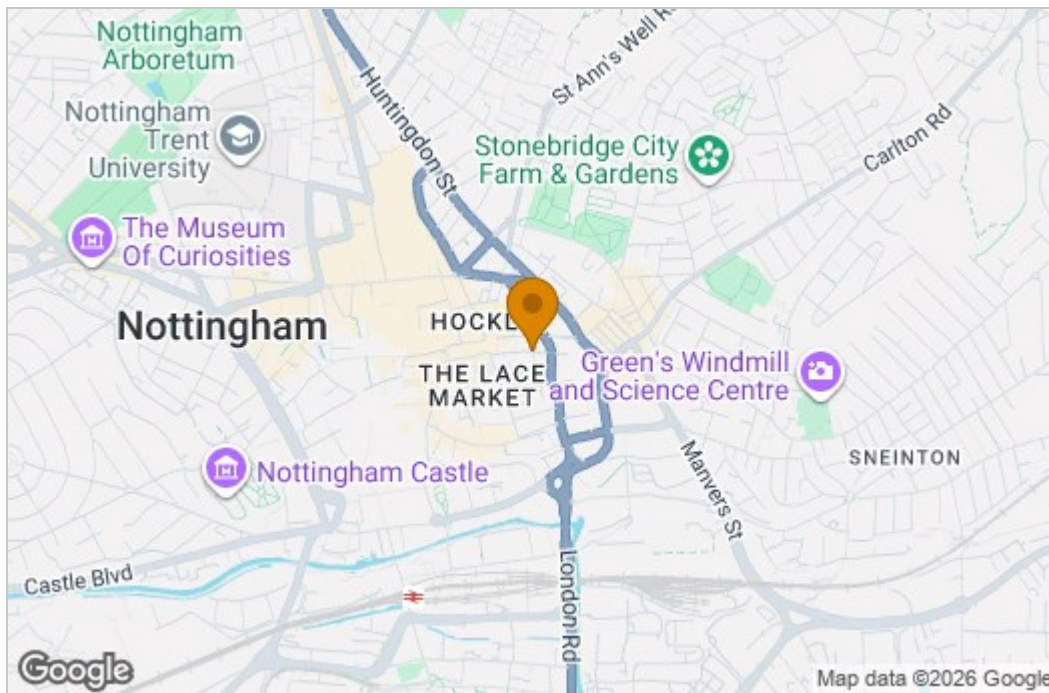 Nottingham
Arboretum
Huntingdon St
St Ann's Well
Nottingham
Trent
University
Stonebridge City
Farm & Gardens
Carlton Rd
The Museum
Of Curiosities
Nottingham
THE LACE
MARKET
Green's Windmill
and Science Centre
Nottingham Castle
Manvers St
SNEINTON
Castle Blvd
London Rd
Google
Map data ©2026 Google